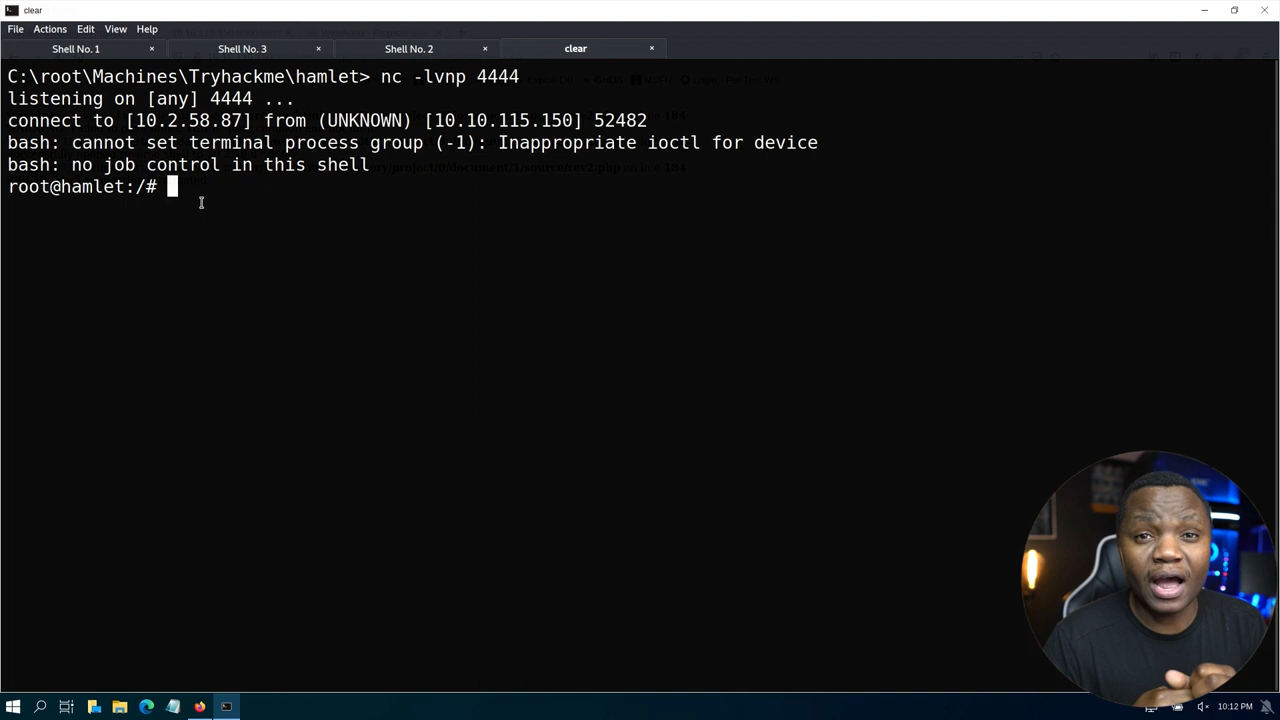 clear
File Actions Edit View Help
Shell No. 1 × Shell No. 3 × Shell No. 2 × clear ×
C:\root\Machines\Tryhackme\hamlet> nc -lvnp 4444
listening on [any] 4444 ...
connect to [10.2.58.87] from (UNKNOWN) [10.10.115.150] 52482
bash: cannot set terminal process group (-1): Inappropriate ioctl for device
bash: no job control in this shell
root@hamlet:/#
10:12 PM